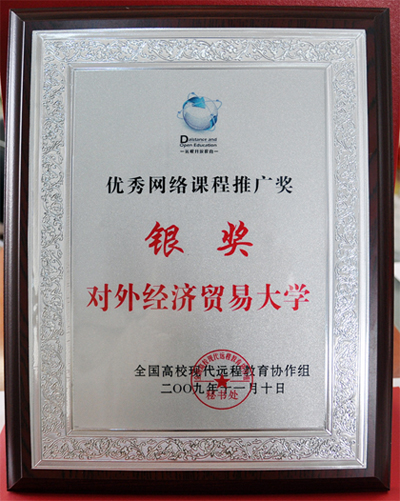 Distance and
Open Education
优秀网络课程推广奖
银奖
对外经济贸易大学
全国高校现代远程教育协作组
二〇〇九年十一月十日
秘书处